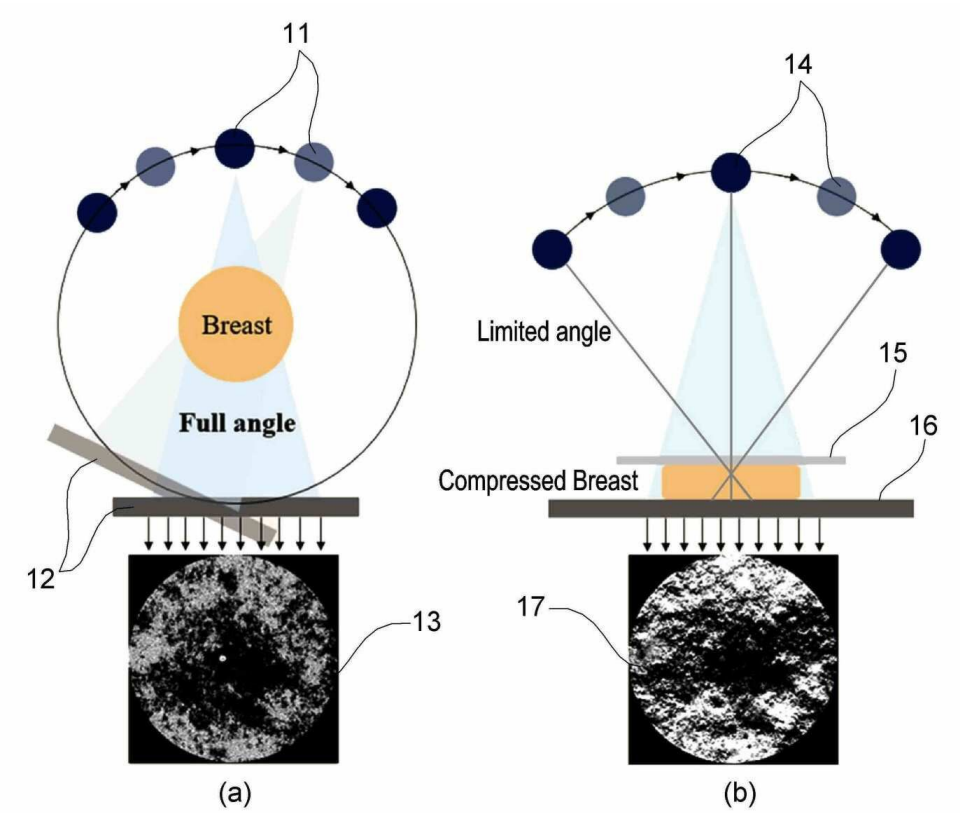 11
Breast
Full angle
12
13
(a)
14
Limited angle
15
16
Compressed Breast
17
(b)